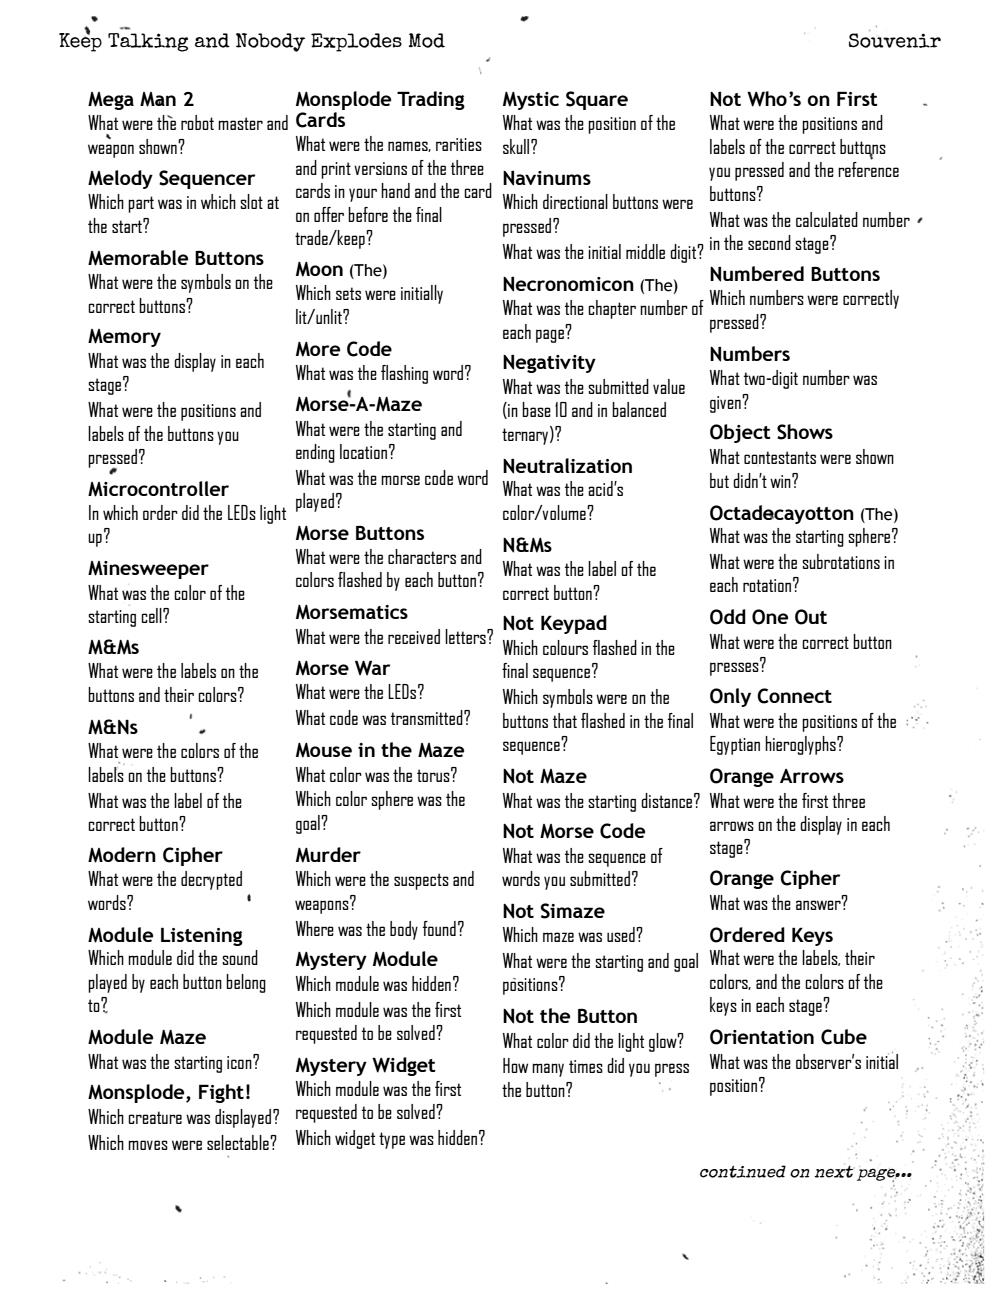 Keep Talking and Nobody Explodes Mod
Souvenir
Mega Man 2
What were the robot master and
weapon shown?
Melody Sequencer
Which part was in which slot at
the start?
Memorable Buttons
What were the symbols on the
correct buttons?
Memory
What was the display in each
stage?
What were the positions and
labels of the buttons you
pressed?
Microcontroller
In which order did the LEDs light
up?
Minesweeper
What was the color of the
starting cell?
M&Ms
What were the labels on the
buttons and their colors?
M&Ns
What were the colors of the
labels on the buttons?
What was the label of the
correct button?
Modern Cipher
What were the decrypted
words?
Module Listening
Which module did the sound
played by each button belong
to?
Module Maze
What was the starting icon?
Monsplode, Fight!
Which creature was displayed?
Which moves were selectable?
Monsplode Trading
Cards
What were the names, rarities
and print versions of the three
cards in your hand and the card
on offer before the final
trade/keep?
Moon (The)
Which sets were initially
lit/unlit?
More Code
What was the flashing word?
Morse-A-Maze
What were the starting and
ending location?
What was the morse code word
played?
Morse Buttons
What were the characters and
colors flashed by each button?
Morsematics
What were the received letters?
Morse War
What were the LEDs?
What code was transmitted?
Mouse in the Maze
What color was the torus?
Which color sphere was the
goal?
Murder
Which were the suspects and
weapons?
Where was the body found?
Mystery Module
Which module was hidden?
Which module was the first
requested to be solved?
Mystery Widget
Which module was the first
requested to be solved?
Which widget type was hidden?
Mystic Square
What was the position of the
skull?
Navinums
Which directional buttons were
pressed?
What was the initial middle digit?
Necronomicon (The)
What was the chapter number of
each page?
Negativity
What was the submitted value
(in base 10 and in balanced
ternary)?
Neutralization
What was the acid's
color/volume?
N&Ms
What was the label of the
correct button?
Not Keypad
Which colours flashed in the
final sequence?
Which symbols were on the
buttons that flashed in the final
sequence?
Not Maze
What was the starting distance?
Not Morse Code
What was the sequence of
words you submitted?
Not Simaze
Which maze was used?
What were the starting and goal
positions?
Not the Button
What color did the light glow?
How many times did you press
the button?
Not Who's on First
What were the positions and
labels of the correct buttons
you pressed and the reference
buttons?
What was the calculated number
in the second stage?
Numbered Buttons
Which numbers were correctly
pressed?
Numbers
What two-digit number was
given?
Object Shows
What contestants were shown
but didn't win?
Octadecayotton (The)
What was the starting sphere?
What were the subrotations in
each rotation?
Odd One Out
What were the correct button
presses?
Only Connect
What were the positions of the
Egyptian hieroglyphs?
Orange Arrows
What were the first three
arrows on the display in each
stage?
Orange Cipher
What was the answer?
Ordered Keys
What were the labels, their
colors, and the colors of the
keys in each stage?
Orientation Cube
What was the observer's initial
position?
continued on next page...